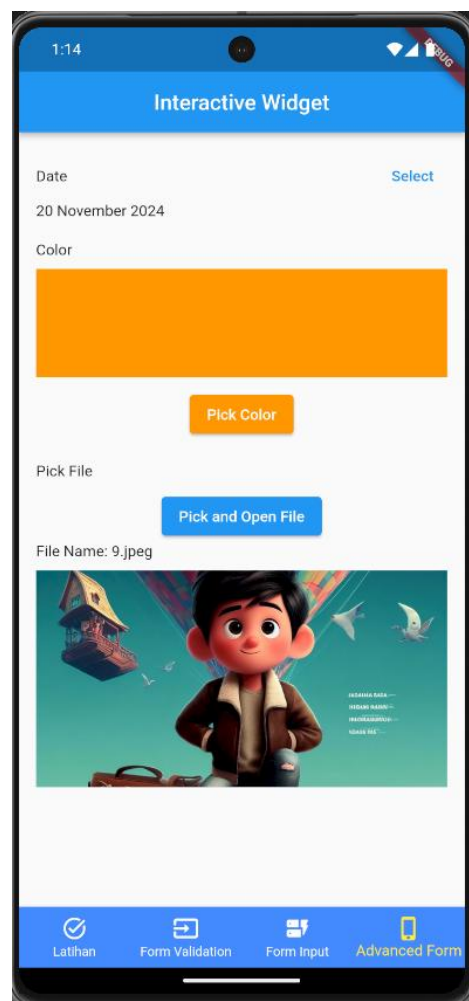 1:14
DEBUG
Interactive Widget
Date Select
20 November 2024
Color
Pick Color
Pick File
Pick and Open File
File Name: 9.jpeg
Latihan Form Validation Form Input Advanced Form